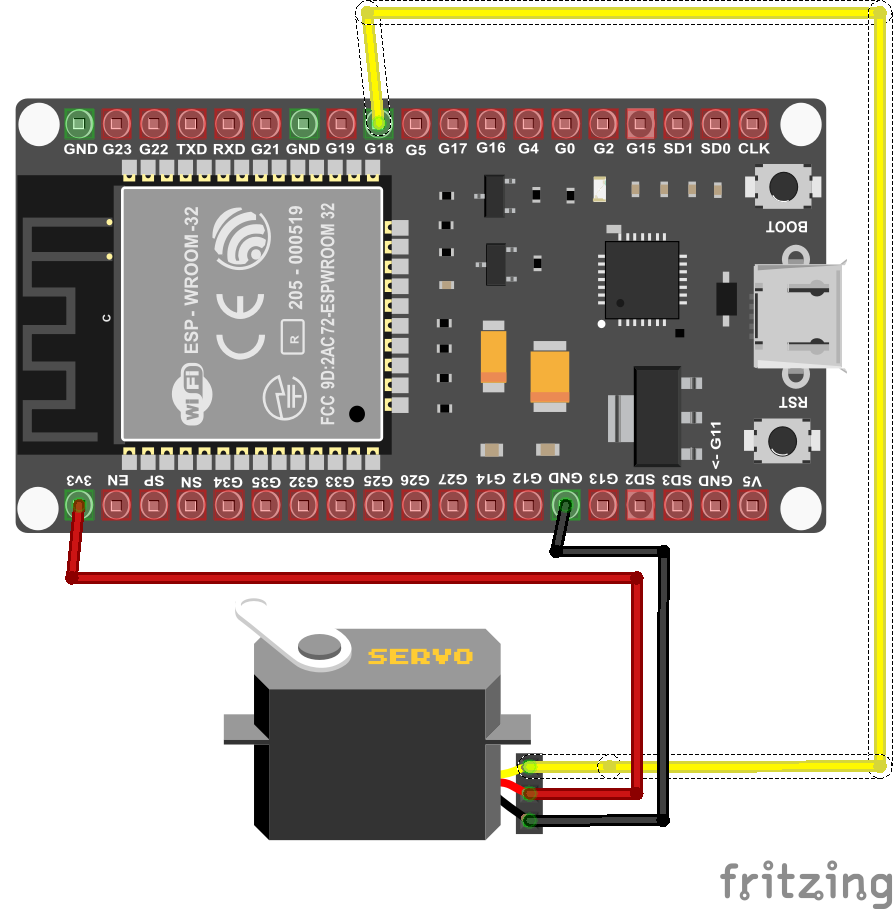 GND G23 G22 TXD RXD G21 GND G19 G18 G5 G17 G16 G4 G0 G2 G15 SD1 SD0 CLK
BOOT
ESP-WROOM-32
CE
205 - 000519
R
FCC 9D:2AC72-ESPWROOM 32
WiFi
C
RST
<- G11
3v3 EN SP SN G34 G35 G32 G33 G25 G26 G27 G14 G12 GND G13 SD2 SD3 GND V5
SERVO
fritzing